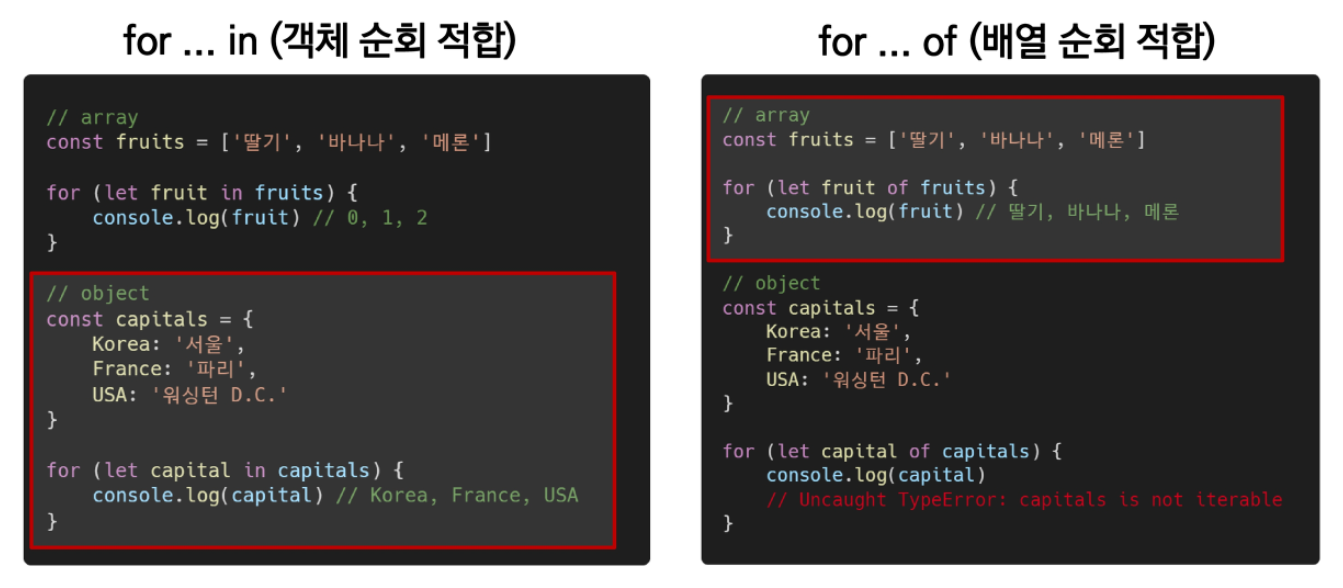 for ... in (객체 순회 적합)
// array
const fruits = ['딸기', '바나나', '메론']
for (let fruit in fruits) {
    console.log(fruit) // 0, 1, 2
}
// object
const capitals = {
    Korea: '서울',
    France: '파리',
    USA: '워싱턴 D.C.'
}
for (let capital in capitals) {
    console.log(capital) // Korea, France, USA
}
for ... of (배열 순회 적합)
// array
const fruits = ['딸기', '바나나', '메론']
for (let fruit of fruits) {
    console.log(fruit) // 딸기, 바나나, 메론
}
// object
const capitals = {
    Korea: '서울',
    France: '파리',
    USA: '워싱턴 D.C.'
}
for (let capital of capitals) {
    console.log(capital)
    // Uncaught TypeError: capitals is not iterable
}